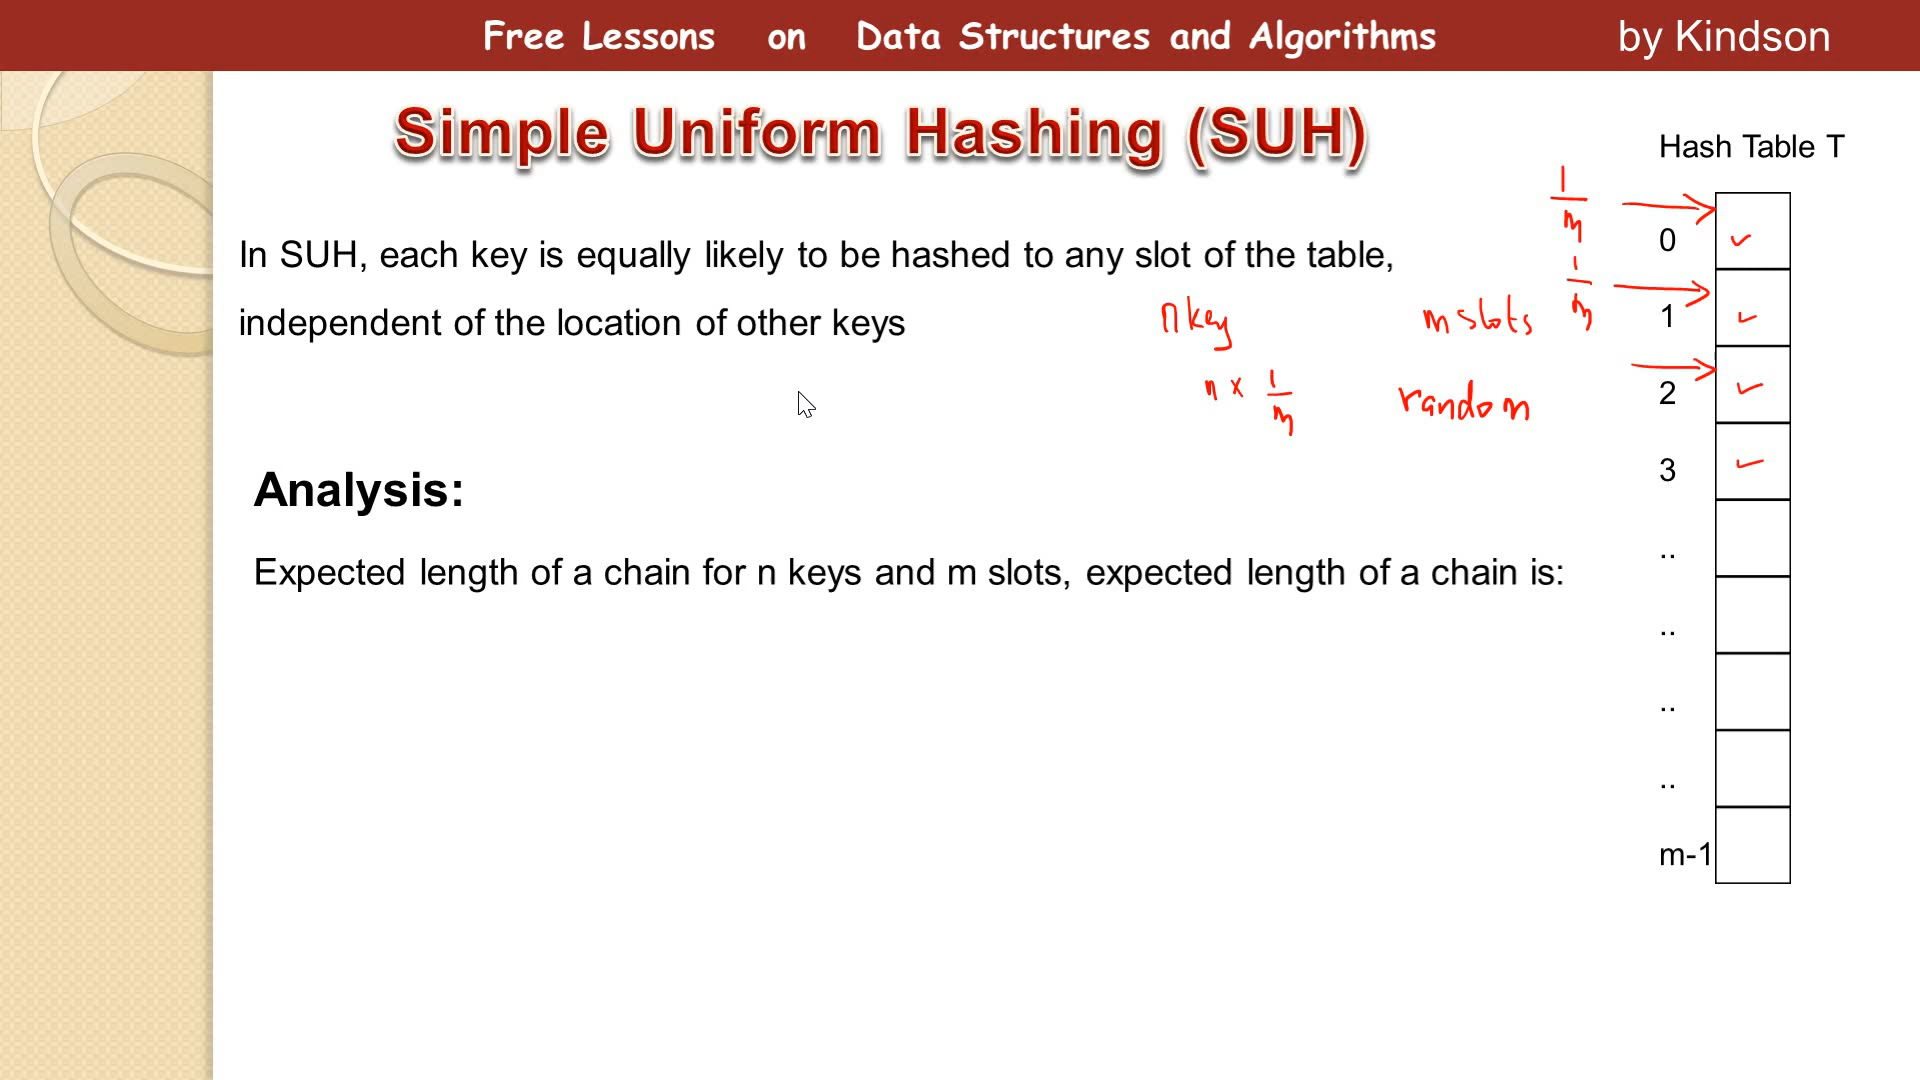 Free Lessons on Data Structures and Algorithms by Kindson
Simple Uniform Hashing (SUH)
Hash Table T
In SUH, each key is equally likely to be hashed to any slot of the table,
independent of the location of other keys
n key
m slots
n x 1/m
random
1/m
1/m
0
1
2
3
..
..
..
..
m-1
Analysis:
Expected length of a chain for n keys and m slots, expected length of a chain is: